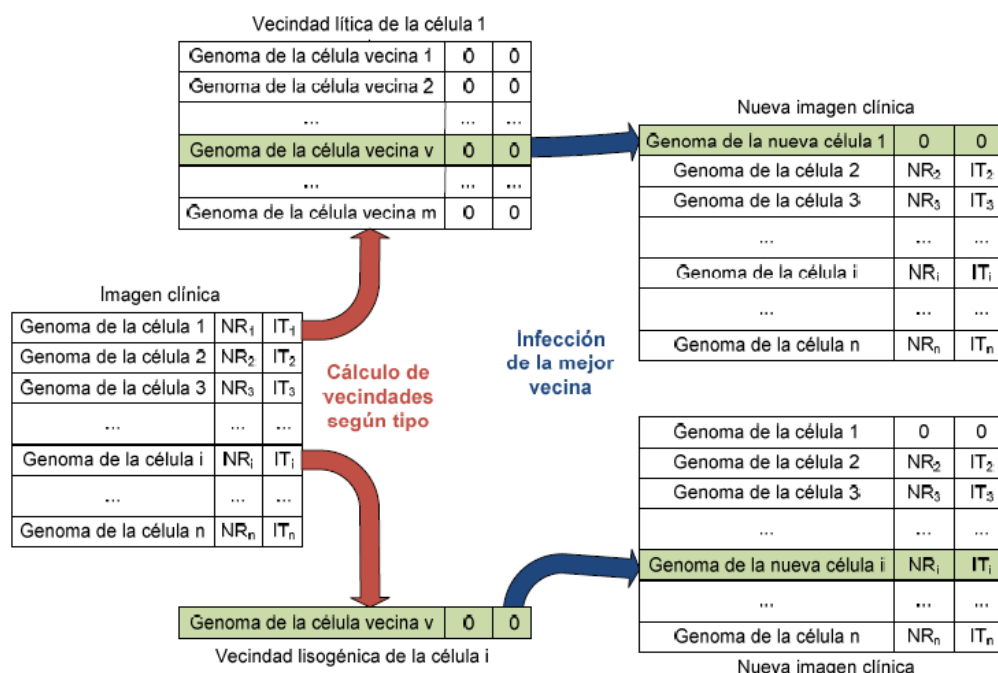 Vecindad lítica de la célula 1
Genoma de la célula vecina 1 0 0
Genoma de la célula vecina 2 0 0
... ... ...
Genoma de la célula vecina v 0 0
... ... ...
Genoma de la célula vecina m 0 0
Nueva imagen clínica
Genoma de la nueva célula 1 0 0
Genoma de la célula 2 NR₂ IT₂
Genoma de la célula 3 NR₃ IT₃
... ... ...
Genoma de la célula i NRᵢ ITᵢ
... ... ...
Genoma de la célula n NRₙ ITₙ
Imagen clínica
Genoma de la célula 1 NR₁ IT₁
Genoma de la célula 2 NR₂ IT₂
Genoma de la célula 3 NR₃ IT₃
... ... ...
Genoma de la célula i NRᵢ ITᵢ
... ... ...
Genoma de la célula n NRₙ ITₙ
Cálculo de
vecindades
según tipo
Infección
de la mejor
vecina
Genoma de la célula 1 0 0
Genoma de la célula 2 NR₂ IT₂
Genoma de la célula 3 NR₃ IT₃
... ... ...
Genoma de la nueva célula i NRᵢ ITᵢ
... ... ...
Genoma de la célula n NRₙ ITₙ
Nueva imagen clínica
Genoma de la célula vecina v 0 0
Vecindad lisogénica de la célula i